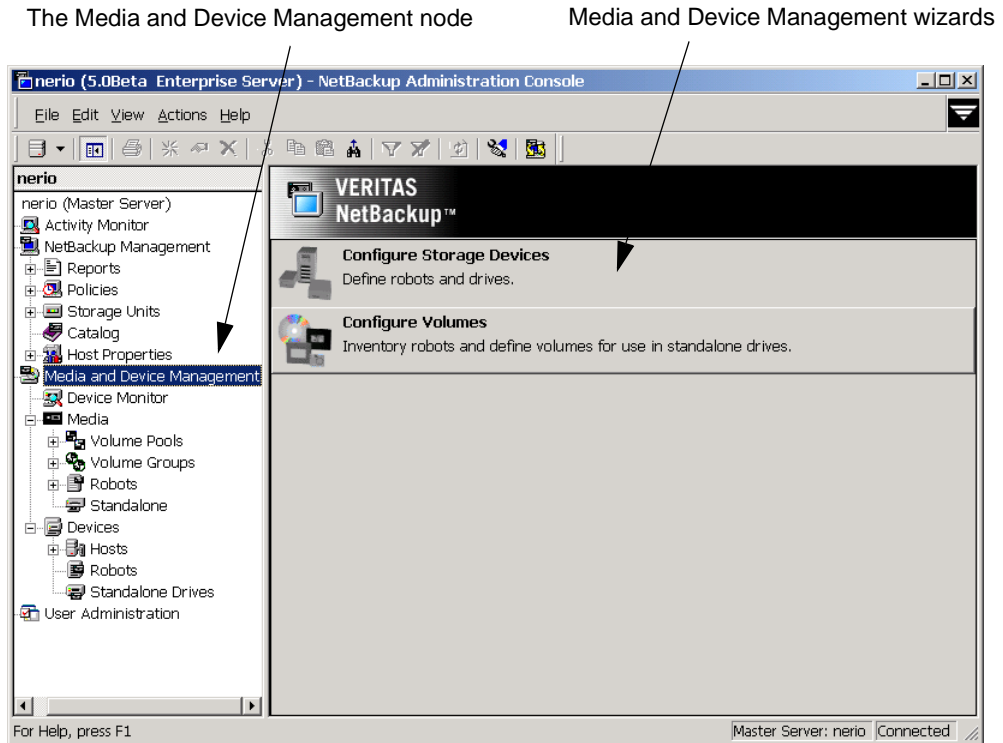 The Media and Device Management node
Media and Device Management wizards
nerio (5.0Beta Enterprise Server) - NetBackup Administration Console
File Edit View Actions Help
nerio
nerio (Master Server)
Activity Monitor
NetBackup Management
Reports
Policies
Storage Units
Catalog
Host Properties
Media and Device Management
Device Monitor
Media
Volume Pools
Volume Groups
Robots
Standalone
Devices
Hosts
Robots
Standalone Drives
User Administration
VERITAS
NetBackup™
Configure Storage Devices
Define robots and drives.
Configure Volumes
Inventory robots and define volumes for use in standalone drives.
For Help, press F1
Master Server: nerio
Connected